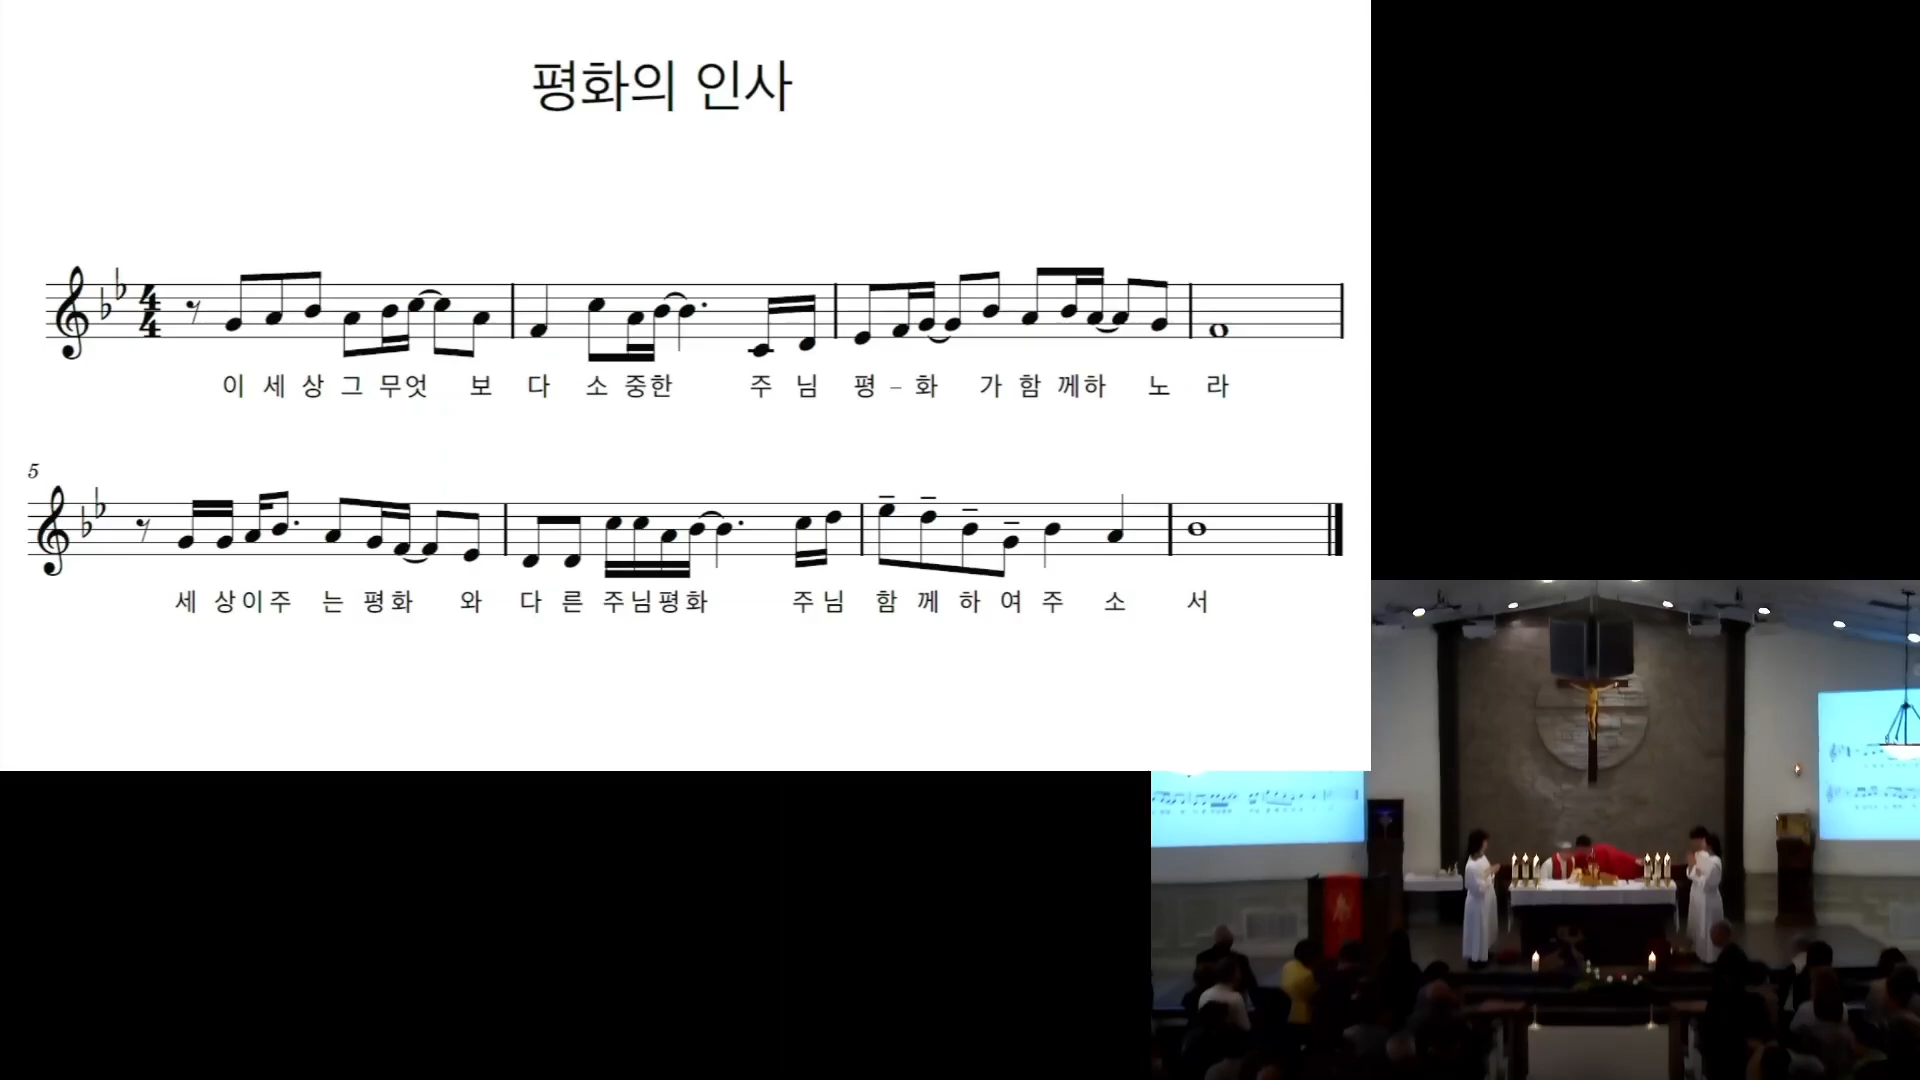 평화의 인사
이 세 상 그 무엇 보 다 소 중한 주 님 평 - 화 가 함 께하 노 라
5
세 상이주 는 평화 와 다 른 주님평화 주님 함 께 하 여 주 소 서